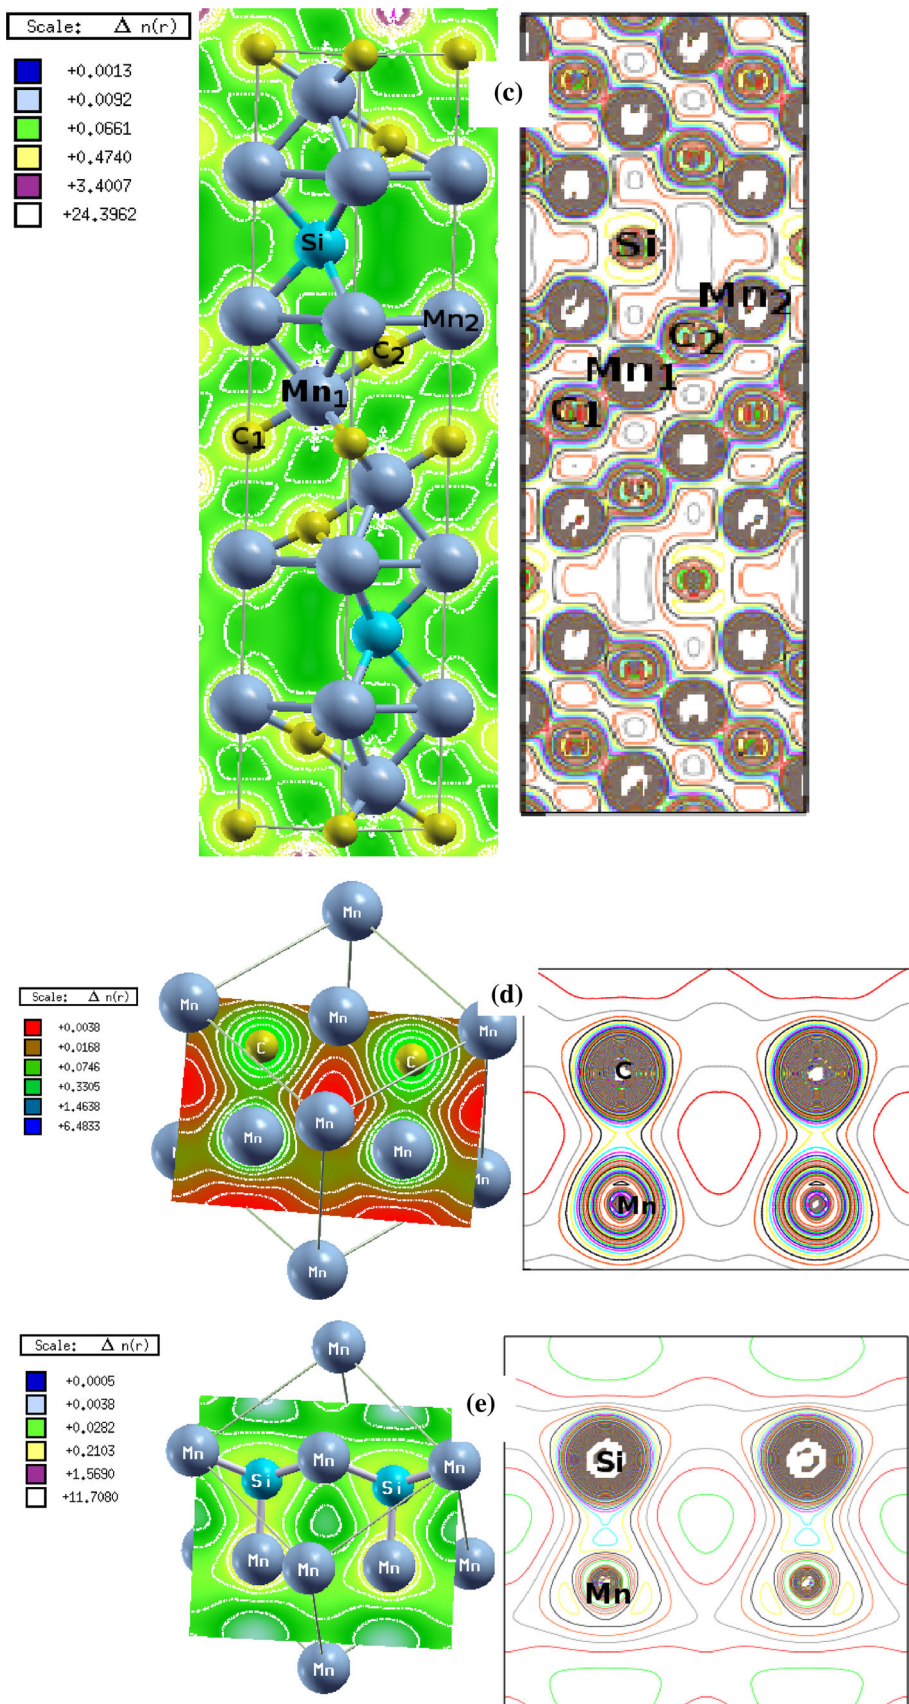 Scale: Δ n(r)
+0.0013
+0.0092
+0.0661
+0.4740
+3.4007
+24.3962
(c)
Si
Mn2
C2
Mn1
C1
Si
Mn2
C2
Mn1
C1
Scale: Δ n(r)
+0.0038
+0.0168
+0.0746
+0.3305
+1.4638
+6.4833
(d)
Mn
Mn
Mn
Mn
C
C
Mn
Mn
Mn
Mn
Mn
C
Mn
Scale: Δ n(r)
+0.0005
+0.0038
+0.0282
+0.2103
+1.5690
+11.7080
(e)
Mn
Mn
Mn
Mn
Si
Si
Mn
Mn
Mn
Mn
Mn
Si
Mn